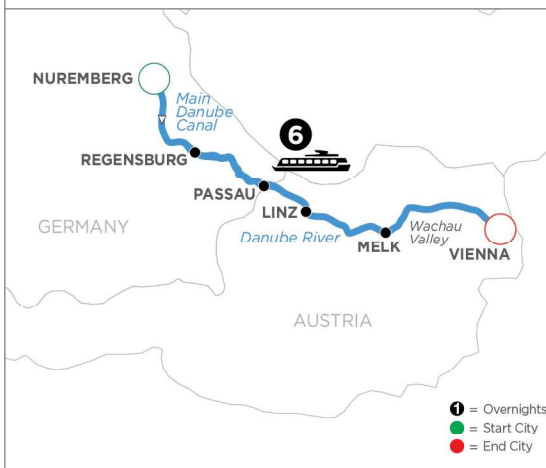 NUREMBERG
Main
Danube
Canal
6
REGENSBURG
PASSAU
LINZ
GERMANY
Danube River
MELK
Wachau
Valley
VIENNA
AUSTRIA
1 = Overnights
= Start City
= End City